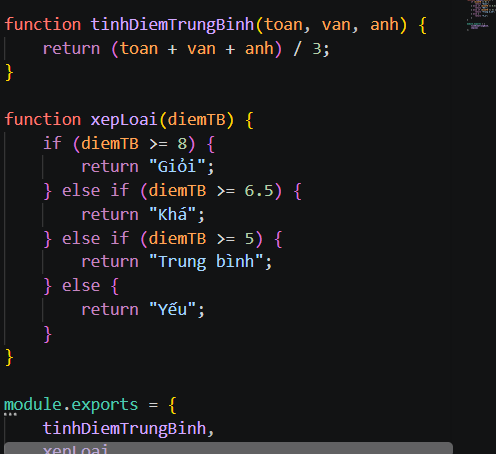 function tinhDiemTrungBinh(toan, van, anh) {
    return (toan + van + anh) / 3;
}

function xepLoai(diemTB) {
    if (diemTB >= 8) {
        return "Giỏi";
    } else if (diemTB >= 6.5) {
        return "Khá";
    } else if (diemTB >= 5) {
        return "Trung bình";
    } else {
        return "Yếu";
    }
}

module.exports = {
    tinhDiemTrungBinh,
    xepLoai